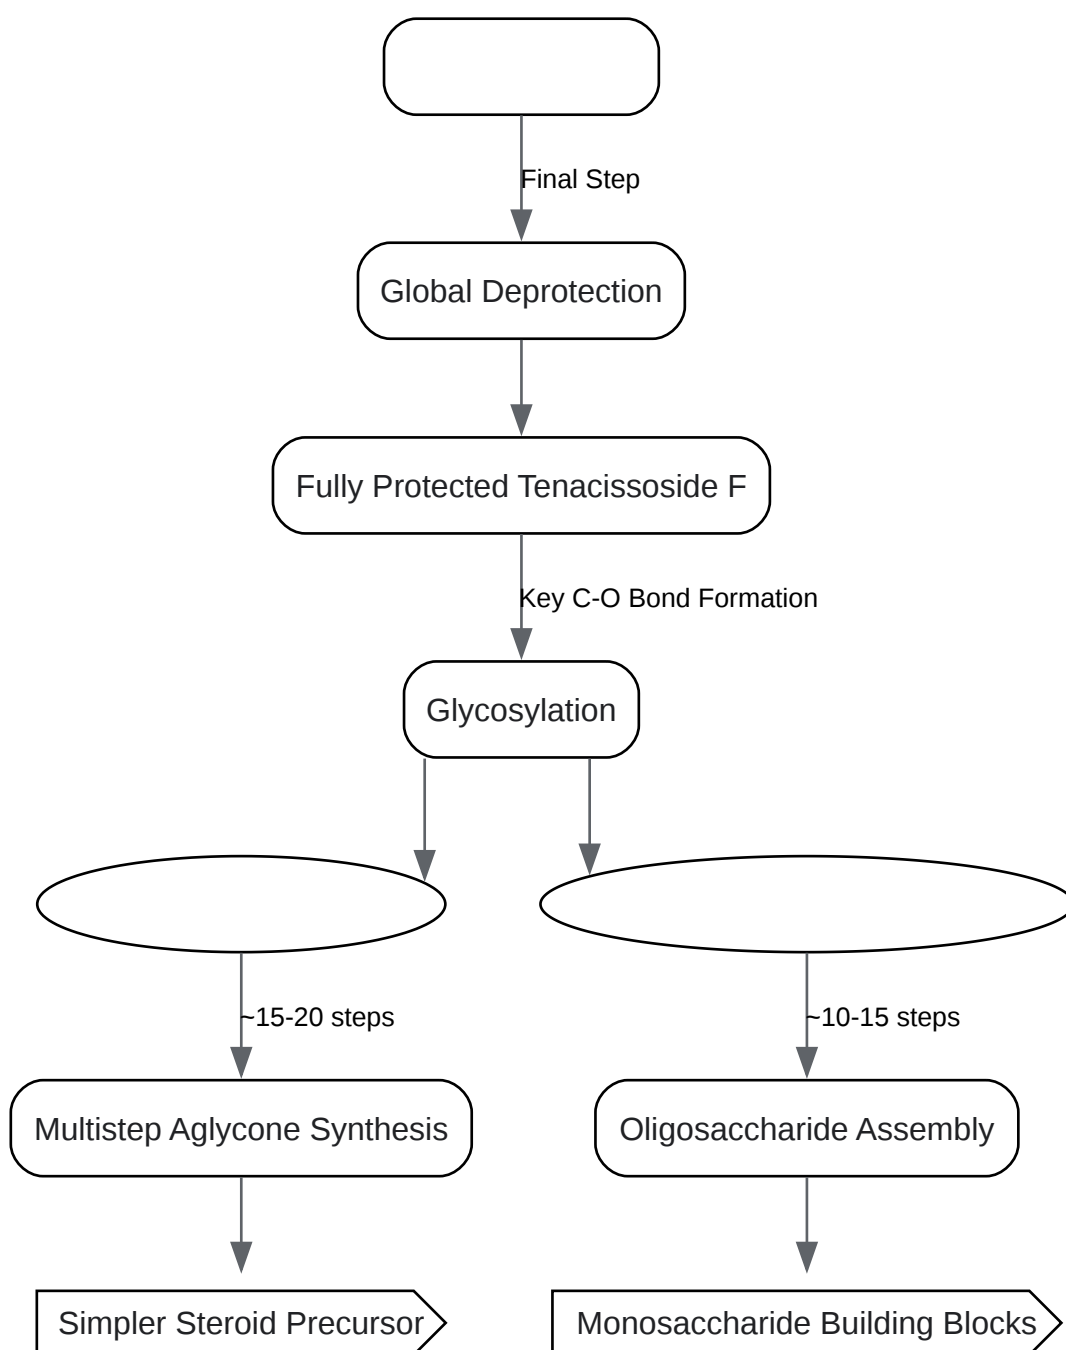 Final Step
Global Deprotection
Fully Protected Tenacissoside F
Key C-O Bond Formation
Glycosylation
~15-20 steps
~10-15 steps
Multistep Aglycone Synthesis
Oligosaccharide Assembly
Simpler Steroid Precursor
Monosaccharide Building Blocks